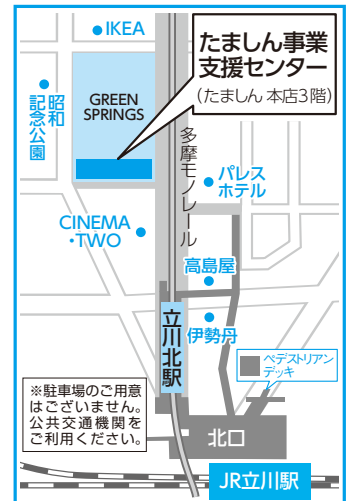 IKEA
たましん事業
支援センター
(たましん 本店3階)
GREEN
SPRINGS
昭和
記念公園
多摩モノレール
パレス
ホテル
CINEMA
・TWO
高島屋
立川北駅
伊勢丹
ペデストリアン
デッキ
※駐車場のご用意
はございません。
公共交通機関を
ご利用ください。
北口
JR立川駅